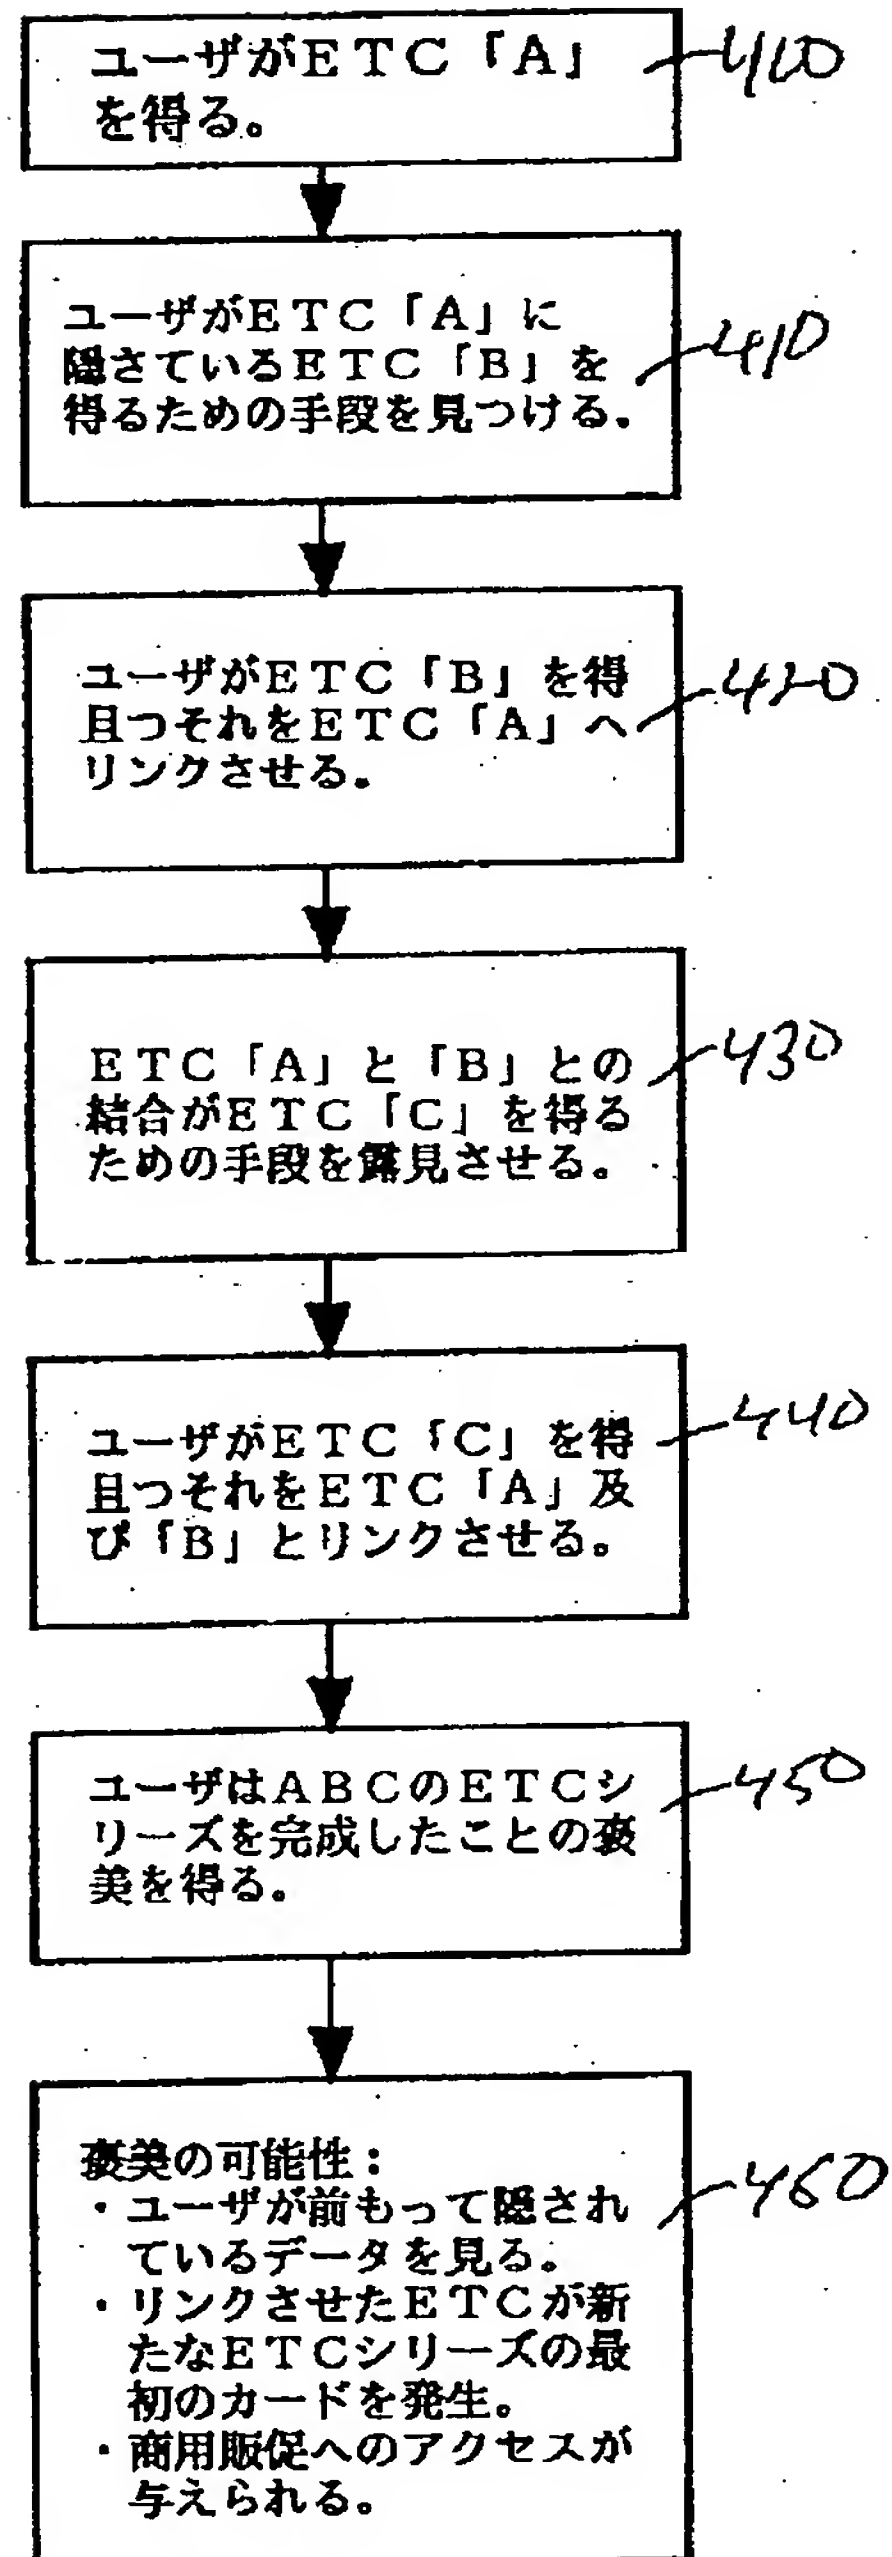 ユーザがＥＴＣ「Ａ」
を得る。
400
ユーザがＥＴＣ「Ａ」に
隠さているＥＴＣ「Ｂ」を
得るための手段を見つける.
410
ユーザがＥＴＣ「Ｂ」を得
且つそれをＥＴＣ「Ａ」へ
リンクさせる。
420
ＥＴＣ「Ａ」と「Ｂ」との
結合がＥＴＣ「Ｃ」を得る
ための手段を露見させる。
430
ユーザがＥＴＣ「Ｃ」を得
且つそれをＥＴＣ「Ａ」及
び「Ｂ」とリンクさせる。
440
ユーザはＡＢＣのＥＴＣシ
リーズを完成したことの褒
美を得る。
450
褒美の可能性：
・ユーザが前もって隠され
ているデータを見る。
・リンクさせたＥＴＣが新
たなＥＴＣシリーズの最
初のカードを発生。
・商用販促へのアクセスが
与えられる。
460